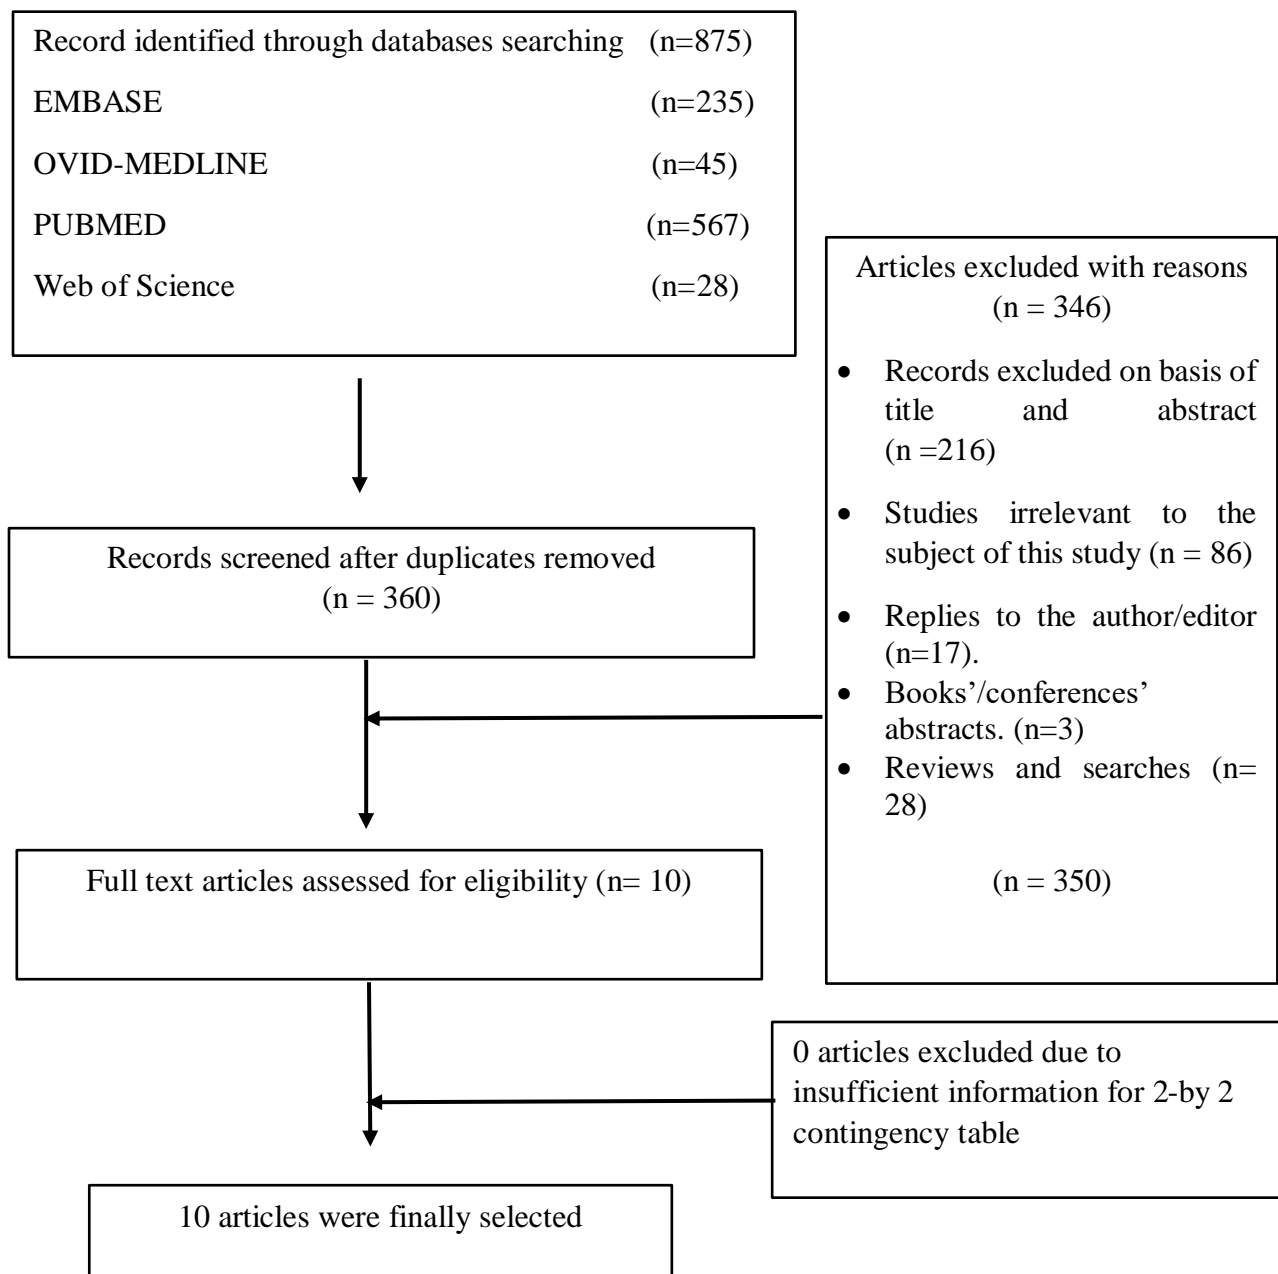 Record identified through databases searching (n=875)
EMBASE (n=235)
OVID-MEDLINE (n=45)
PUBMED (n=567)
Web of Science (n=28)
Articles excluded with reasons
(n = 346)
• Records excluded on basis of
title and abstract
(n =216)
• Studies irrelevant to the
subject of this study (n = 86)
• Replies to the author/editor
(n=17).
• Books’/conferences’
abstracts. (n=3)
• Reviews and searches (n=
28)
(n = 350)
Records screened after duplicates removed
(n = 360)
Full text articles assessed for eligibility (n= 10)
0 articles excluded due to
insufficient information for 2-by 2
contingency table
10 articles were finally selected